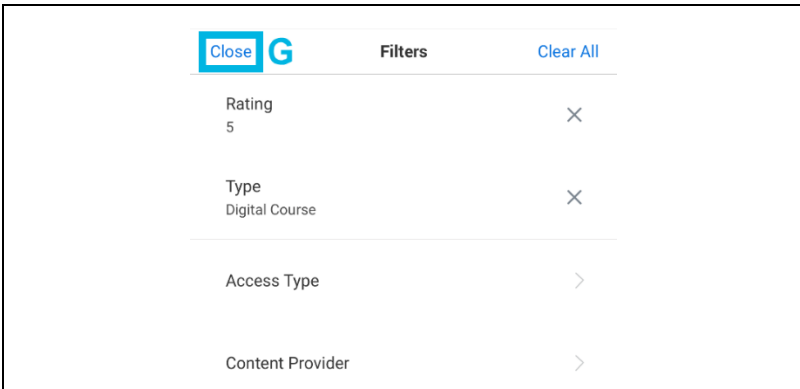 Close G Filters Clear All
Rating
5
Type
Digital Course
Access Type
Content Provider